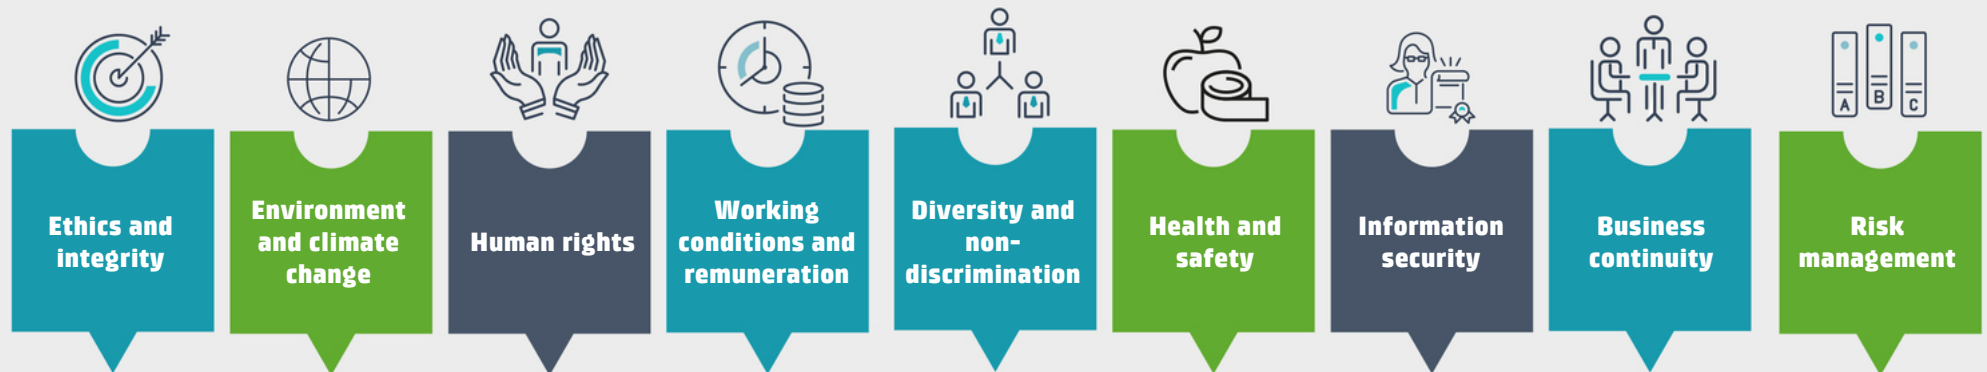 Ethics and
integrity
Environment
and climate
change
Human rights
Working
conditions and
remuneration
Diversity and
non-
discrimination
Health and
safety
Information
security
Business
continuity
A B C
Risk
management